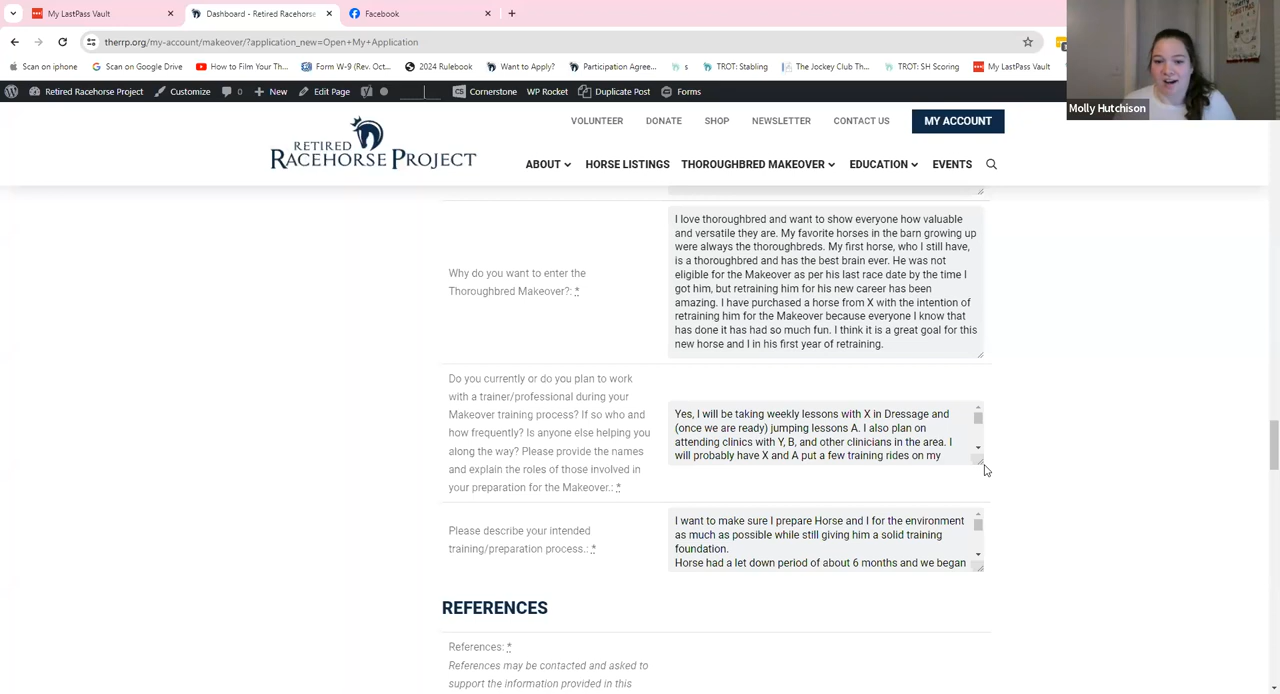 My LastPass Vault
Dashboard - Retired Racehorse
Facebook
therrp.org/my-account/makeover/?application_new=Open+My+Application
Scan on iphone
Scan on Google Drive
How to Film Your Th...
Form W-9 (Rev. Oct...
2024 Rule
Want to Apply?
Participation Agree...
s
TROT: Stabling
The Jockey Club Th...
TROT: SH Scoring
My LastPass Vault
Retired Racehorse Project
Customize
0
New
Edit Page
CS Cornerstone
WP Rocket
Duplicate Post
Forms
Molly Hutchison
VOLUNTEER
DONATE
SHOP
NEWSLETTER
CONTACT US
MY ACCOUNT
RETIRED
RACEHORSE PROJECT
ABOUT
HORSE LISTINGS
THOROUGHBRED MAKEOVER
EDUCATION
EVENTS
Why do you want to enter the
Thoroughbred Makeover?: *
I love thoroughbred and want to show everyone how valuable
and versatile they are. My favorite horses in the barn growing up
were always the thoroughbreds. My first horse, who I still have,
is a thoroughbred and has the best brain ever. He was not
eligible for the Makeover as per his last race date by the time I
got him, but retraining him for his new career has been
amazing. I have purchased a horse from X with the intention of
retraining him for the Makeover because everyone I know that
has done it has had so much fun. I think it is a great goal for this
new horse and I in his first year of retraining.
Do you currently or do you plan to work
with a trainer/professional during your
Makeover training process? If so who and
how frequently? Is anyone else helping you
along the way? Please provide the names
and explain the roles of those involved in
your preparation for the Makeover.: *
Yes, I will be taking weekly lessons with X in Dressage and
(once we are ready) jumping lessons A. I also plan on
attending clinics with Y, B, and other clinicians in the area. I
will probably have X and A put a few training rides on my
Please describe your intended
training/preparation process.: *
I want to make sure I prepare Horse and I for the environment
as much as possible while still giving him a solid training
foundation.
Horse had a let down period of about 6 months and we began
REFERENCES
References: *
References may be contacted and asked to
support the information provided in this